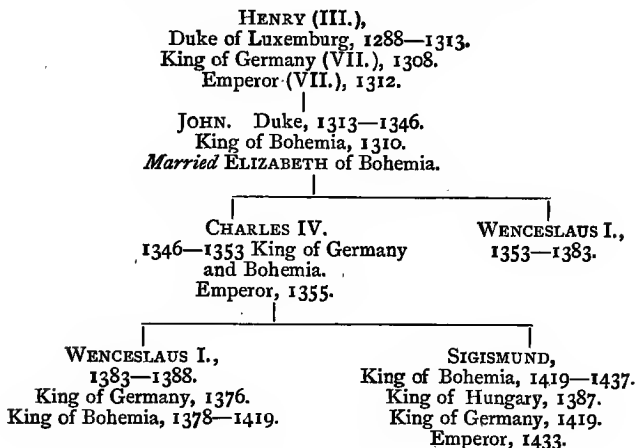 HENRY (III.),
Duke of Luxemburg, 1288—1313.
King of Germany (VII.), 1308.
Emperor (VII.), 1312.
JOHN. Duke, 1313—1346.
King of Bohemia, 1310.
Married ELIZABETH of Bohemia.
CHARLES IV.
1346—1353 King of Germany
and Bohemia.
Emperor, 1355.
WENCESLAUS I.,
1353—1383.
WENCESLAUS I.,
1383—1388.
King of Germany, 1376.
King of Bohemia, 1378—1419.
SIGISMUND,
King of Bohemia, 1419—1437.
King of Hungary, 1387.
King of Germany, 1419.
Emperor, 1433.